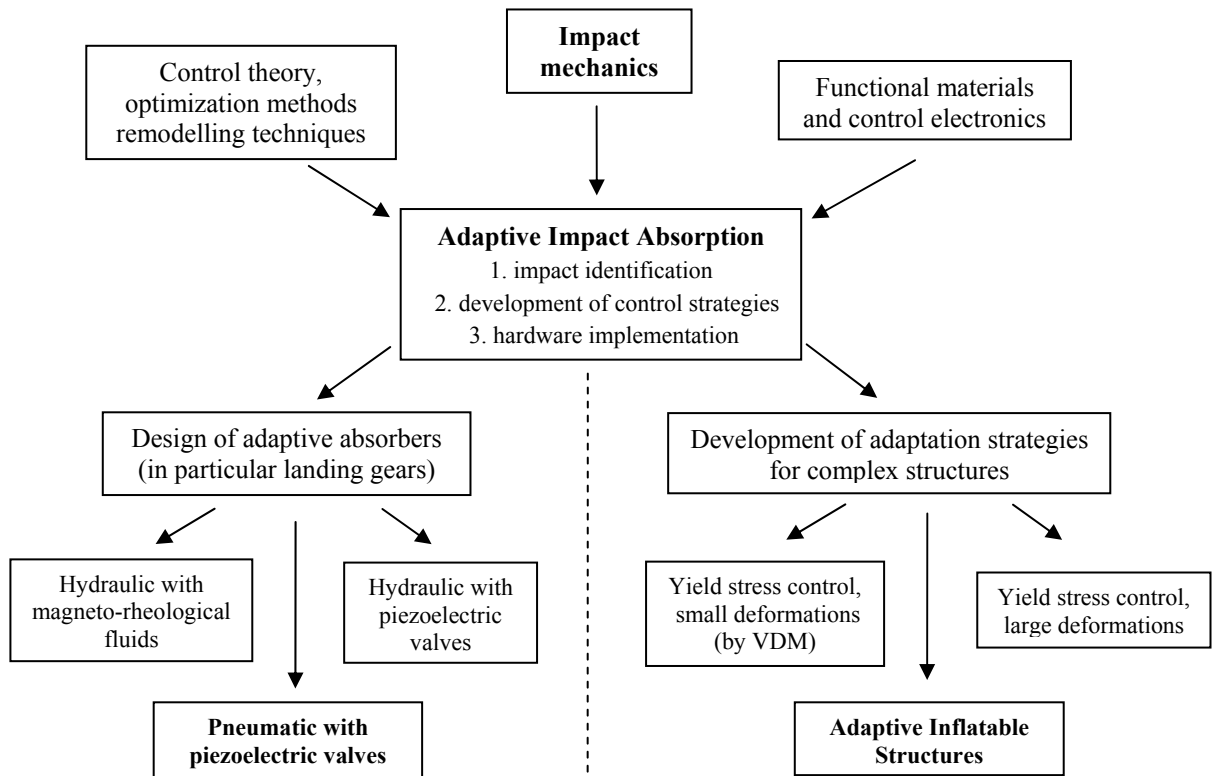 Impact
mechanics
Control theory,
optimization methods
remodelling techniques
Functional materials
and control electronics
Adaptive Impact Absorption
1. impact identification
2. development of control strategies
3. hardware implementation
Design of adaptive absorbers
(in particular landing gears)
Development of adaptation strategies
for complex structures
Hydraulic with
magneto-rheological
fluids
Hydraulic with
piezoelectric
valves
Yield stress control,
small deformations
(by VDM)
Yield stress control,
large deformations
Pneumatic with
piezoelectric valves
Adaptive Inflatable
Structures